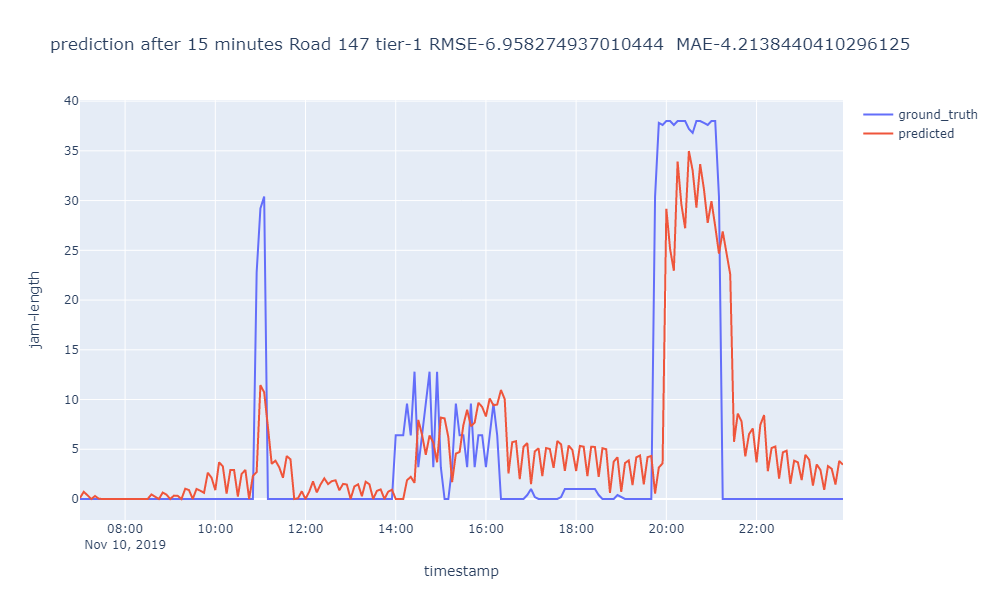 prediction after 15 minutes Road 147 tier-1 RMSE-6.958274937010444  MAE-4.2138440410296125
ground_truth
predicted
jam-length
40
35
30
25
20
15
10
5
0
08:00 10:00 12:00 14:00 16:00 18:00 20:00 22:00
Nov 10, 2019
timestamp